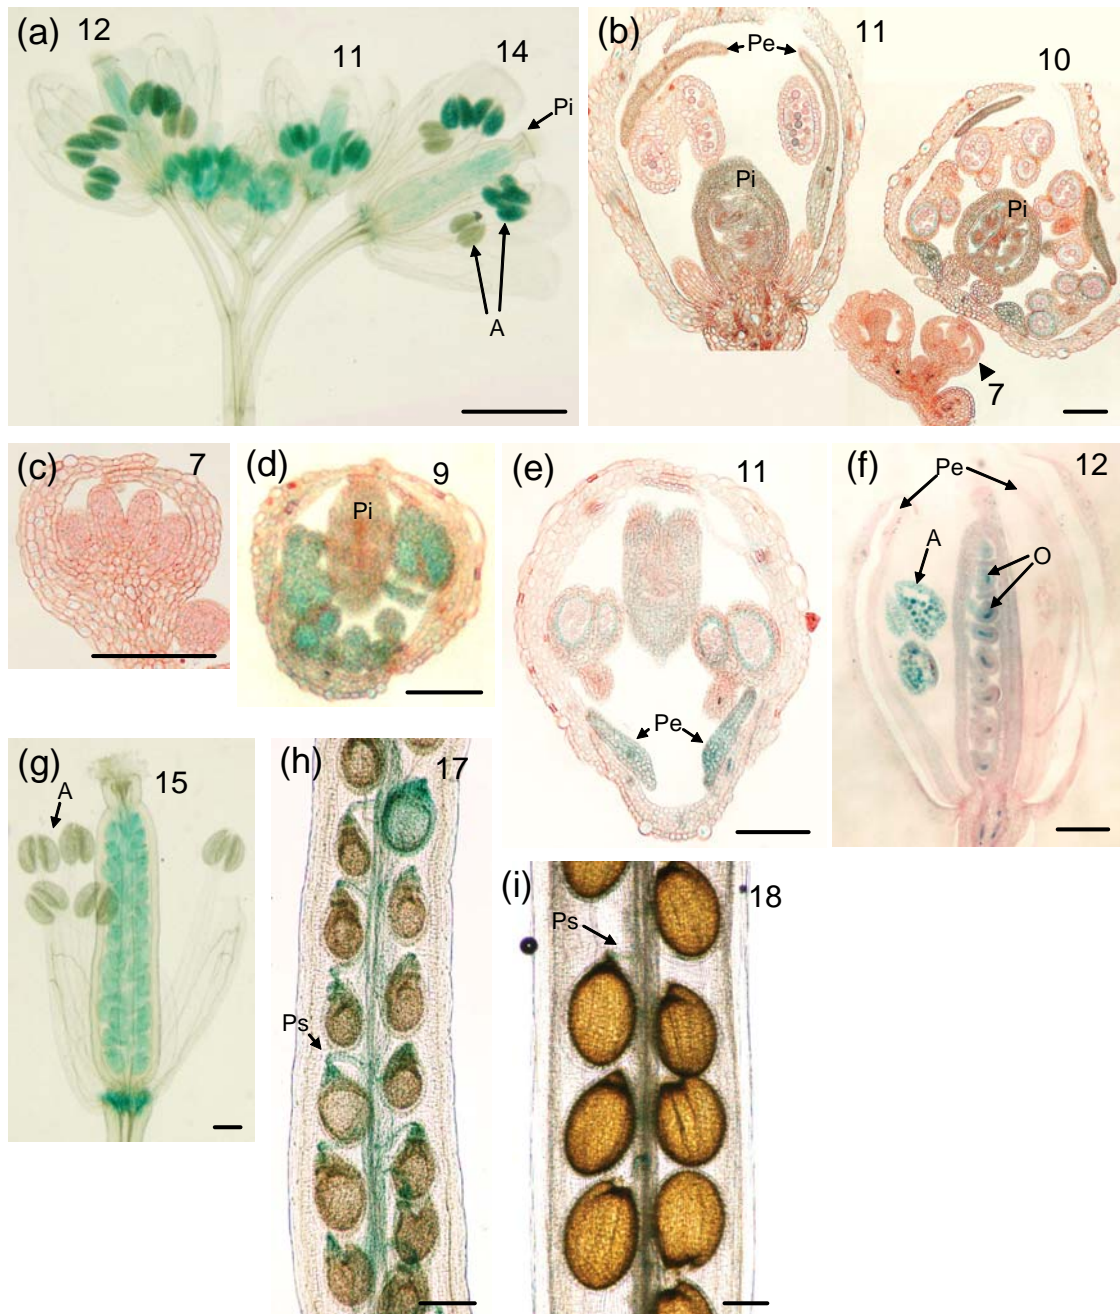 (a) 12 11 14
Pi
A
(b) Pe 11
10
Pi
Pi
7
(c) 7
(d) 9
Pi
(e) 11
Pe
(f) Pe 12
A
O
(g) 15
A
(h) 17
Ps
(i) 18
Ps